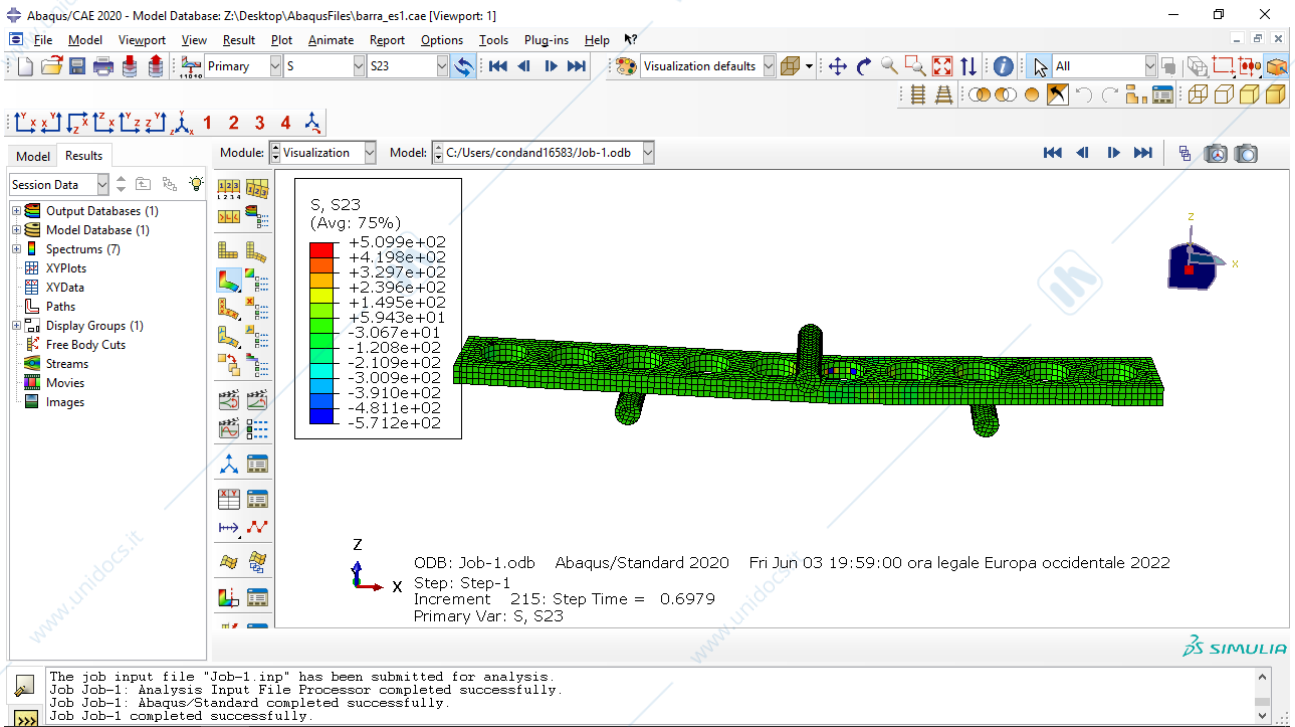 Abaqus/CAE 2020 - Model Database: Z:\Desktop\AbaqusFiles\barra_es1.cae [Viewport: 1]
File Model Viewport View Result Plot Animate Report Options Tools Plug-ins Help
Primary S S23 Visualization defaults All
1 2 3 4
Model Results
Module: Visualization Model: C:/Users/condand16583/Job-1.odb
Session Data
Output Databases (1)
Model Database (1)
Spectrums (7)
XYPlots
XYData
Paths
Display Groups (1)
Free Body Cuts
Streams
Movies
Images
S, S23
(Avg: 75%)
+5.099e+02
+4.198e+02
+3.297e+02
+2.396e+02
+1.495e+02
+5.943e+01
-3.067e+01
-1.208e+02
-2.109e+02
-3.009e+02
-3.910e+02
-4.811e+02
-5.712e+02
Z
X
Z
X
ODB: Job-1.odb Abaqus/Standard 2020 Fri Jun 03 19:59:00 ora legale Europa occidentale 2022
Step: Step-1
Increment 215: Step Time = 0.6979
Primary Var: S, S23
www.unidocs.it
www.unidocs.it
SIMULIA
The job input file "Job-1.inp" has been submitted for analysis.
Job Job-1: Analysis Input File Processor completed successfully.
Job Job-1: Abaqus/Standard completed successfully.
Job Job-1 completed successfully.